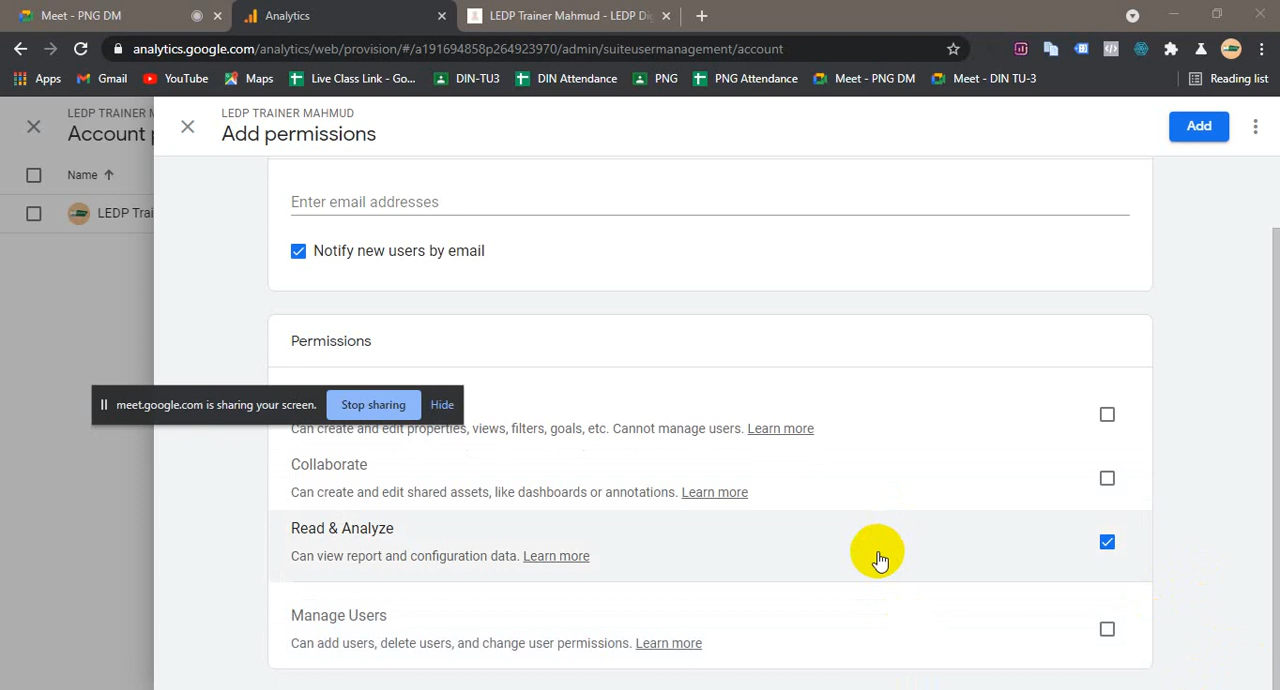 Meet - PNG DM
Analytics
LEDP Trainer Mahmud - LEDP Di
analytics.google.com/analytics/web/provision/#/a191694858p264923970/admin/suiteusermanagement/account
Apps
Gmail
YouTube
Maps
Live Class Link - Go...
DIN-TU3
DIN Attendance
PNG
PNG Attendance
Meet - PNG DM
Meet - DIN TU-3
Reading list
LEDP TRAINER M
Account p
LEDP TRAINER MAHMUD
Add permissions
Add
Name
LEDP Trai
Enter email addresses
Notify new users by email
Permissions
meet.google.com is sharing your screen.
Stop sharing
Hide
Can create and edit properties, views, filters, goals, etc. Cannot manage users. Learn more
Collaborate
Can create and edit shared assets, like dashboards or annotations. Learn more
Read & Analyze
Can view report and configuration data. Learn more
Manage Users
Can add users, delete users, and change user permissions. Learn more